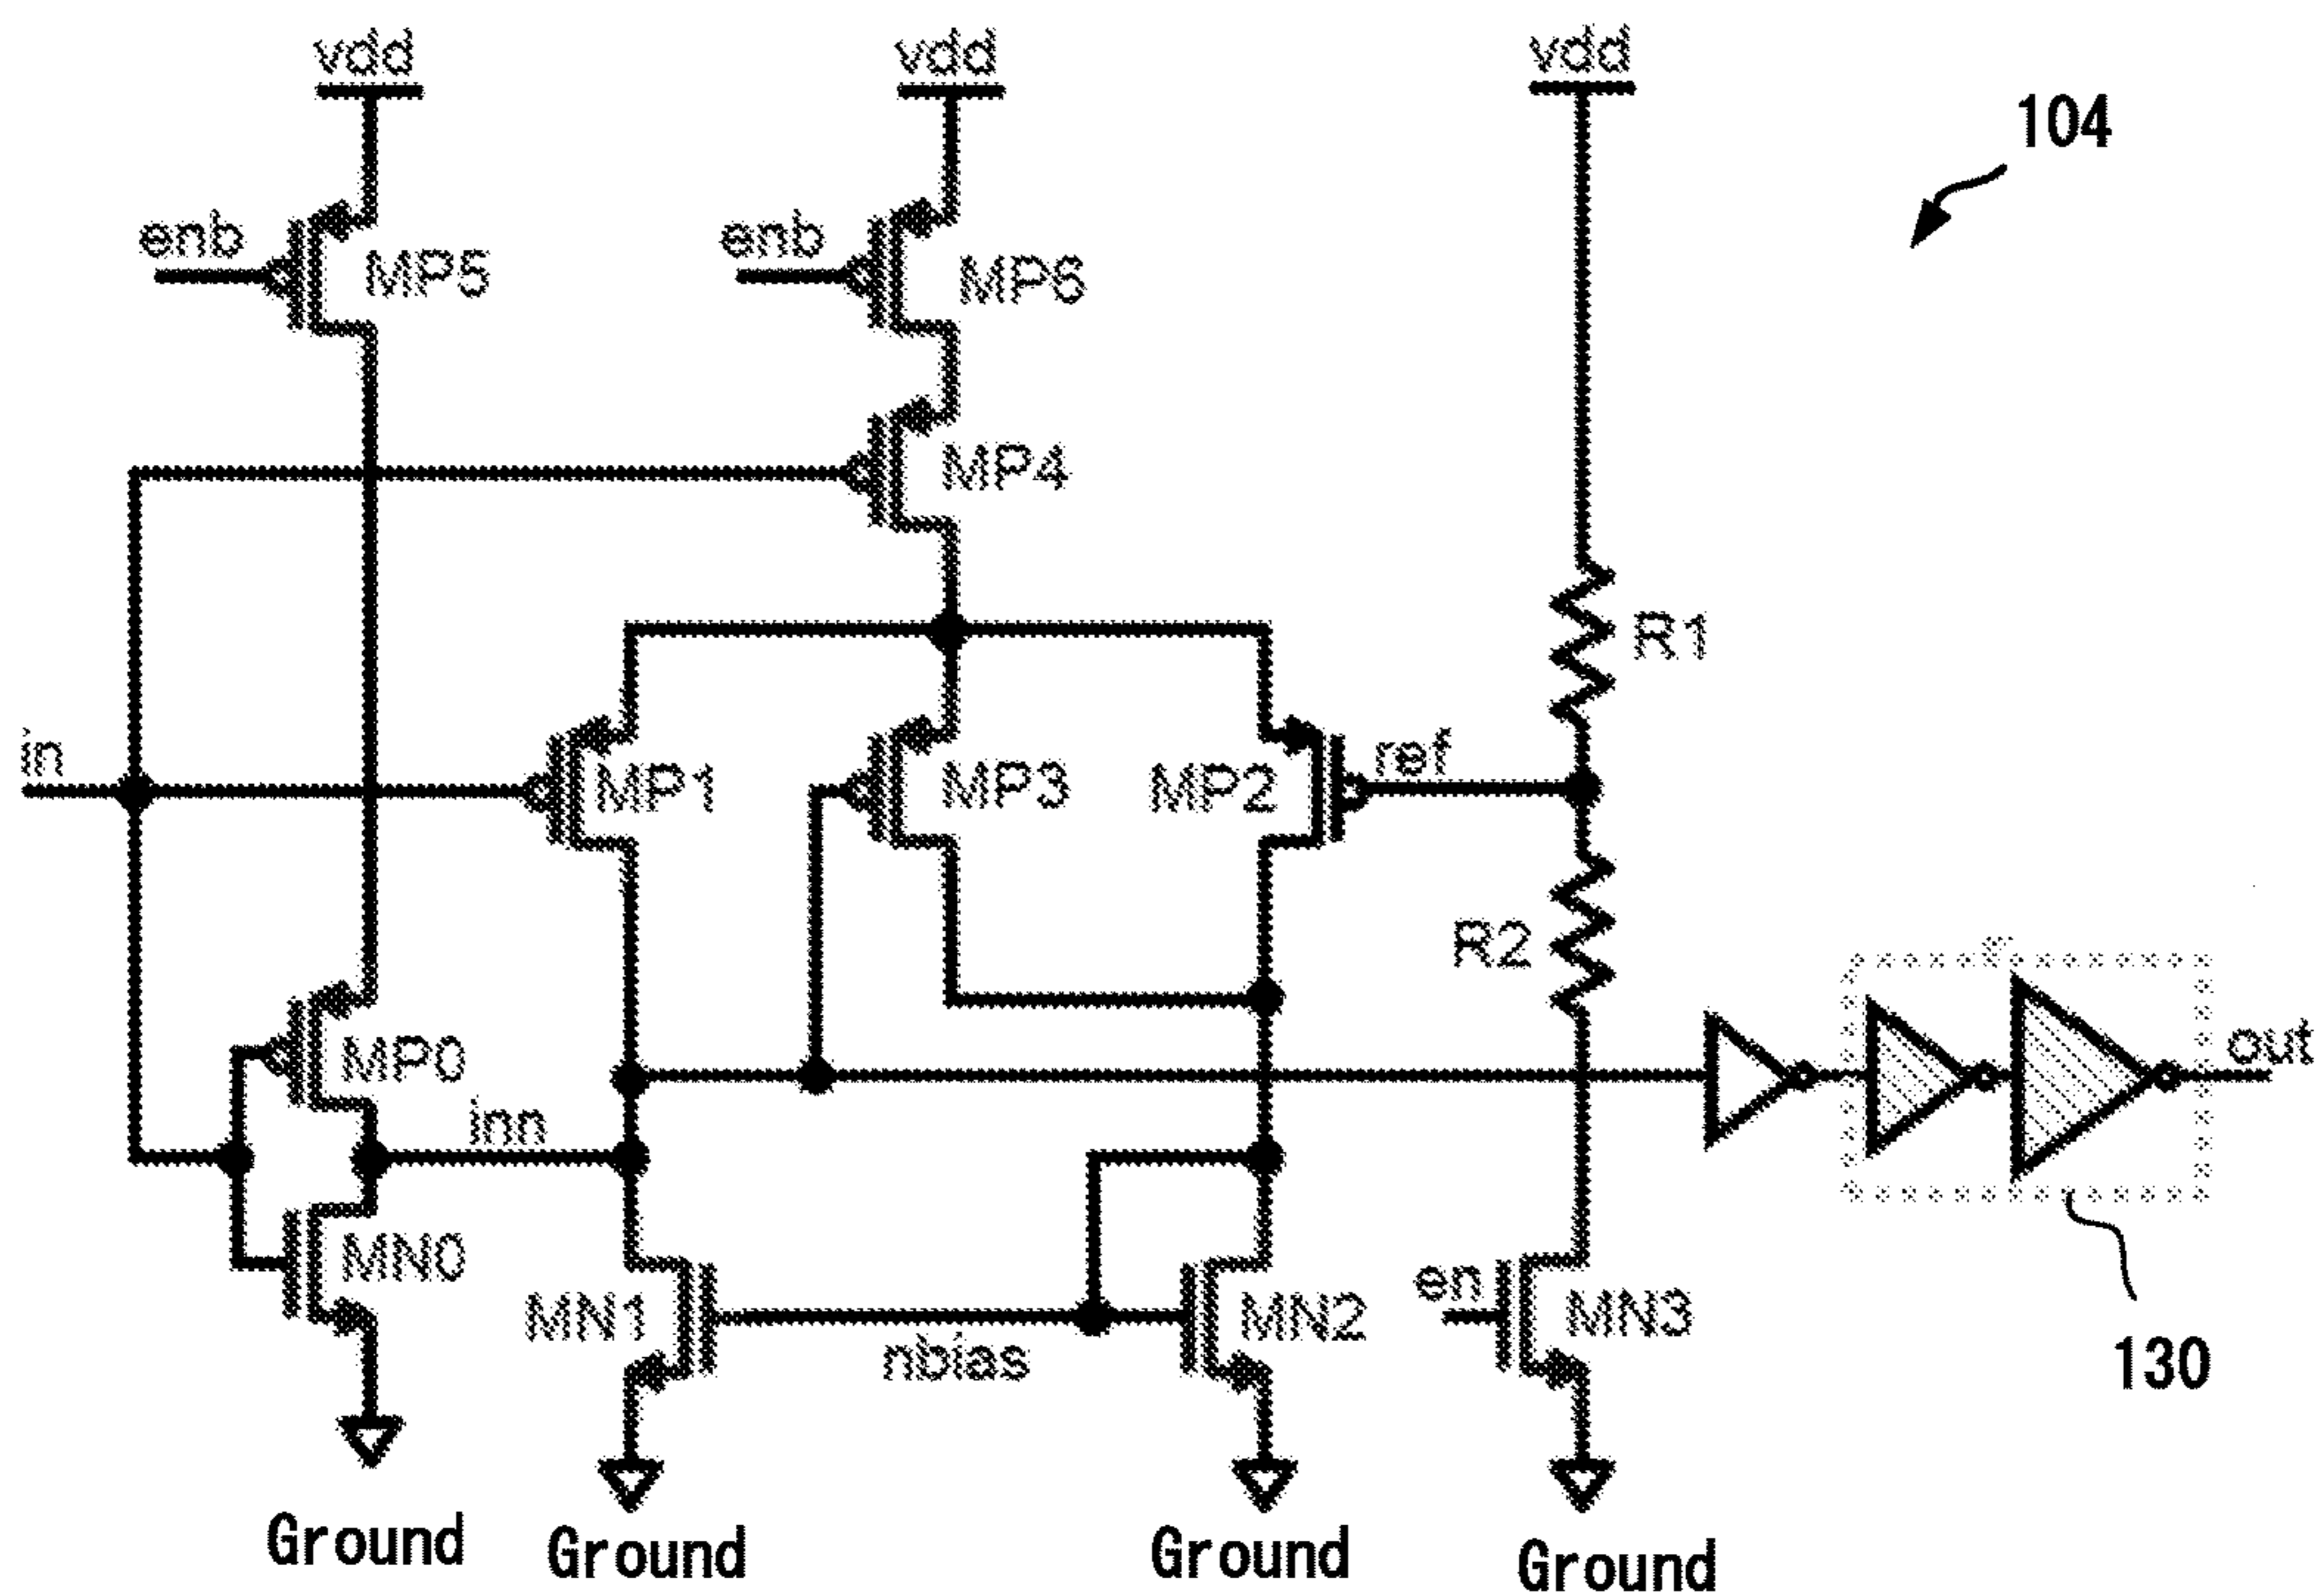 vdd vdd vdd
104
enb MP5 enb MP6
MP4
R1
in MP1 MP3 MP2 ref
R2
MP0 out
inn
MN0 MN1 nbias MN2 en MN3
130
Ground Ground Ground Ground